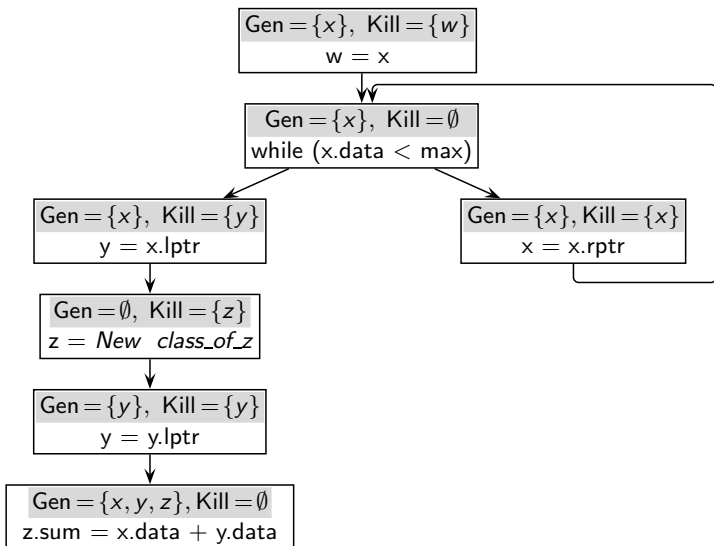 Gen={x}, Kill={w}
w = x
Gen={x}, Kill=∅
while (x.data < max)
Gen={x}, Kill={y}
y = x.lptr
Gen={x},Kill={x}
x = x.rptr
Gen=∅, Kill={z}
z = New class_of_z
Gen={y}, Kill={y}
y = y.lptr
Gen={x, y, z},Kill=∅
z.sum = x.data + y.data